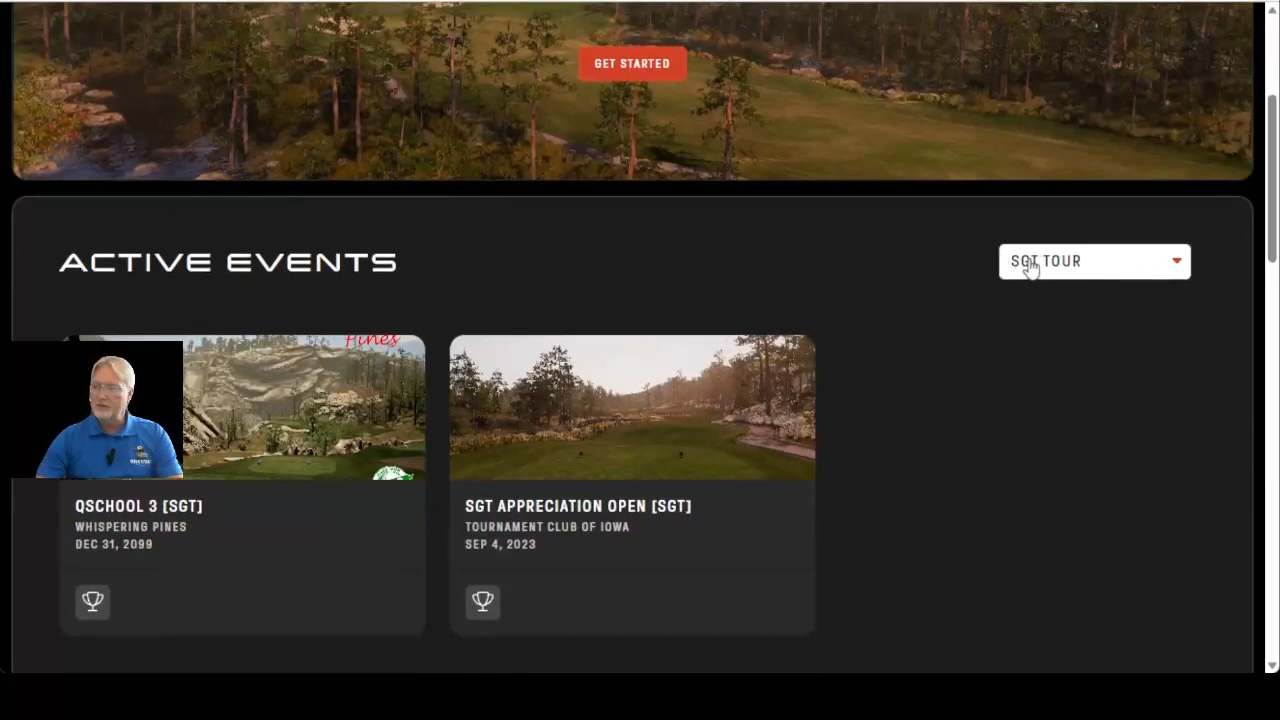 GET STARTED
ACTIVE EVENTS
SGT TOUR
Pines
QSCHOOL 3 [SGT]
WHISPERING PINES
DEC 31, 2099
SGT APPRECIATION OPEN [SGT]
TOURNAMENT CLUB OF IOWA
SEP 4, 2023